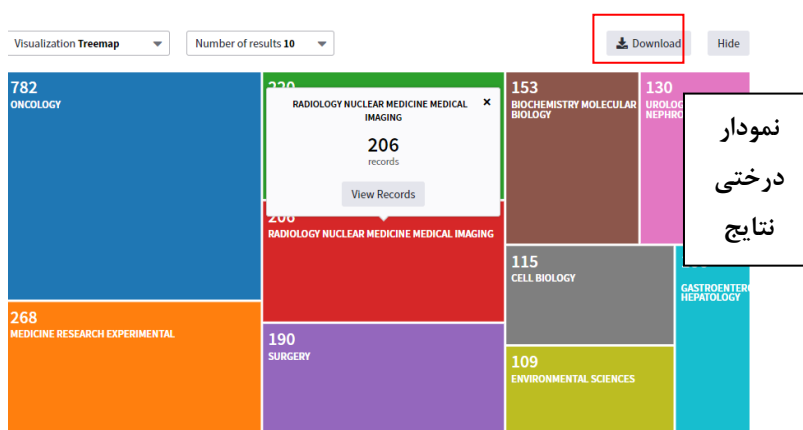 Visualization Treemap
Number of results 10
Download
Hide
782
ONCOLOGY
RADIOLOGY NUCLEAR MEDICINE MEDICAL
IMAGING
×
206
records
View Records
206
RADIOLOGY NUCLEAR MEDICINE MEDICAL IMAGING
153
BIOCHEMISTRY MOLECULAR
BIOLOGY
130
نمودار
درختی
نتایج
115
CELL BIOLOGY
HEPATOLOGY
268
MEDICINE RESEARCH EXPERIMENTAL
190
SURGERY
109
ENVIRONMENTAL SCIENCES